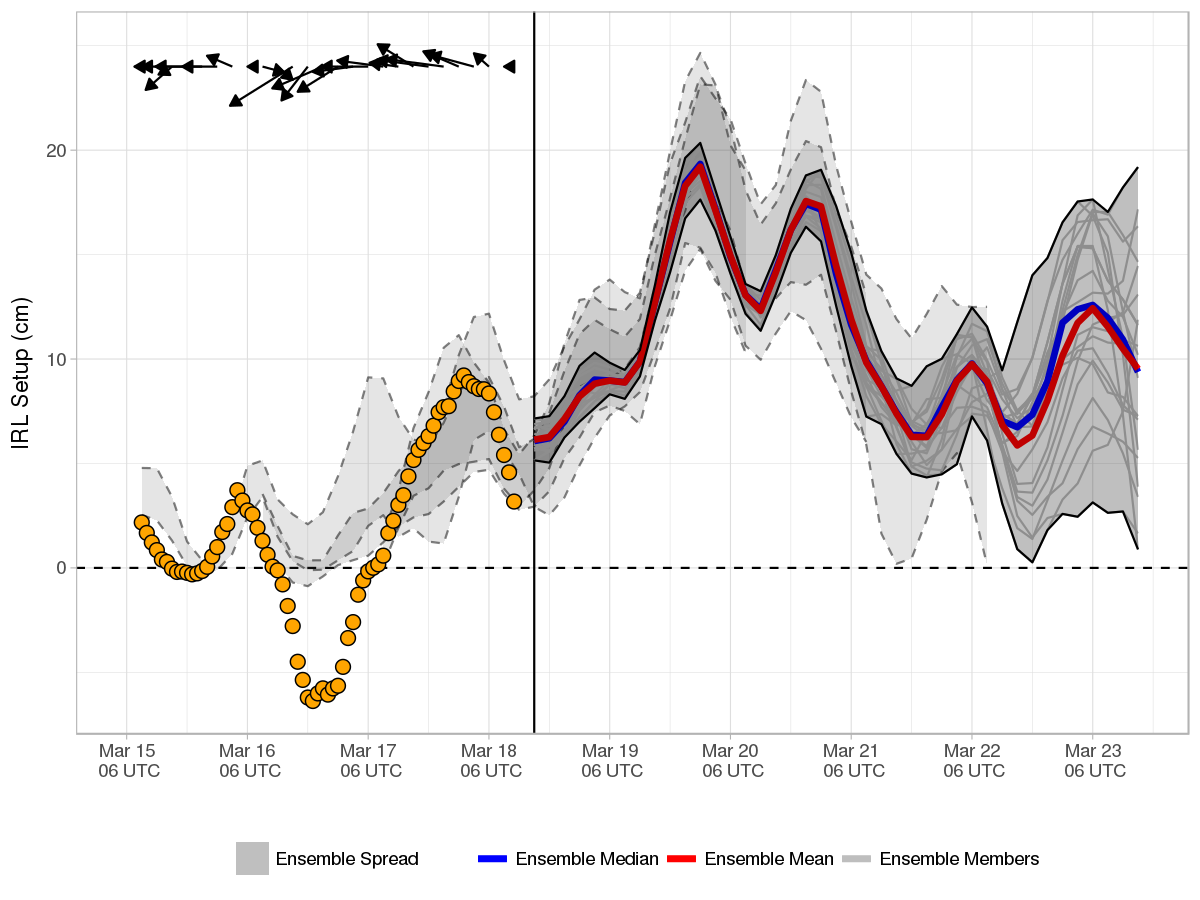 IRL Setup (cm)
20
10
0
Mar 15
06 UTC
Mar 16
06 UTC
Mar 17
06 UTC
Mar 18
06 UTC
Mar 19
06 UTC
Mar 20
06 UTC
Mar 21
06 UTC
Mar 22
06 UTC
Mar 23
06 UTC
Ensemble Spread
Ensemble Median
Ensemble Mean
Ensemble Members